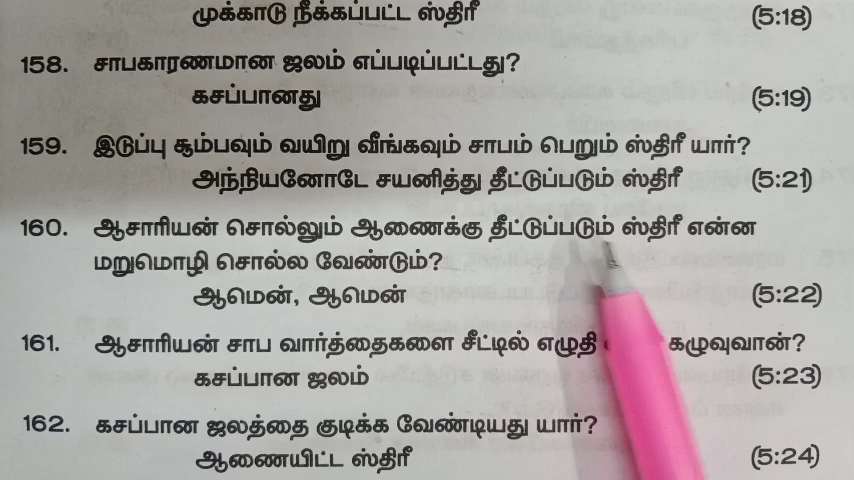 முக்காடு நீக்கப்பட்ட ஸ்திரீ (5:18)
158. சாபகாரணமான ஜலம் எப்படிப்பட்டது?
கசப்பானது (5:19)
159. இடுப்பு சூம்பவும் வயிறு வீங்கவும் சாபம் பெறும் ஸ்திரீ யார்?
அந்நியனோடே சயனித்து தீட்டுப்படும் ஸ்திரீ (5:21)
160. ஆசாரியன் சொல்லும் ஆணைக்கு தீட்டுப்படும் ஸ்திரீ என்ன
மறுமொழி சொல்ல வேண்டும்?
ஆமென், ஆமென் (5:22)
161. ஆசாரியன் சாப வார்த்தைகளை சீட்டில் எழுதி கழுவுவான்?
கசப்பான ஜலம் (5:23)
162. கசப்பான ஜலத்தை குடிக்க வேண்டியது யார்?
ஆணையிட்ட ஸ்திரீ (5:24)